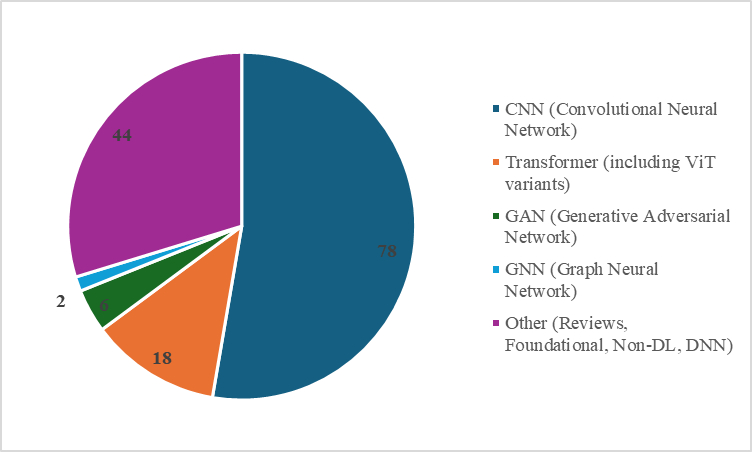 44
78
2
6
18
CNN (Convolutional Neural
Network)
Transformer (including ViT
variants)
GAN (Generative Adversarial
Network)
GNN (Graph Neural
Network)
Other (Reviews,
Foundational, Non-DL, DNN)